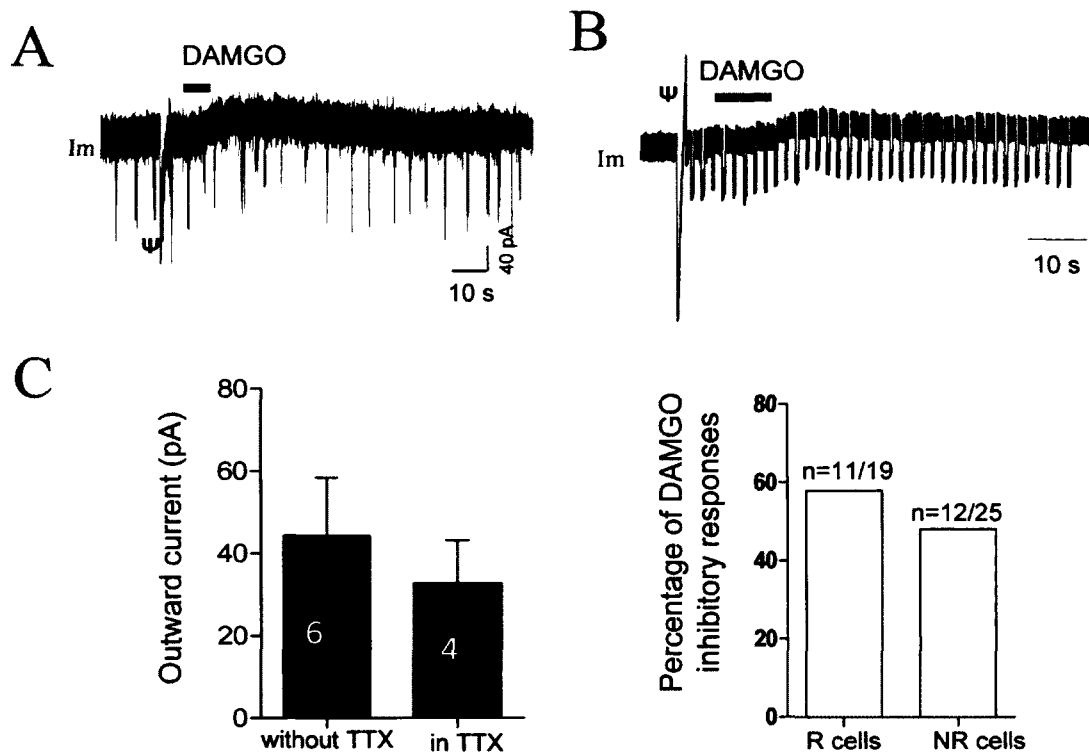 A
DAMGO
Im
Ψ
40 pA
10 s
B
Ψ
DAMGO
Im
10 s
C
Outward current (pA)
80
60
40
20
0
6
4
without TTX
in TTX
Percentage of DAMGO
inhibitory responses
80
60
40
20
0
n=11/19
n=12/25
R cells
NR cells